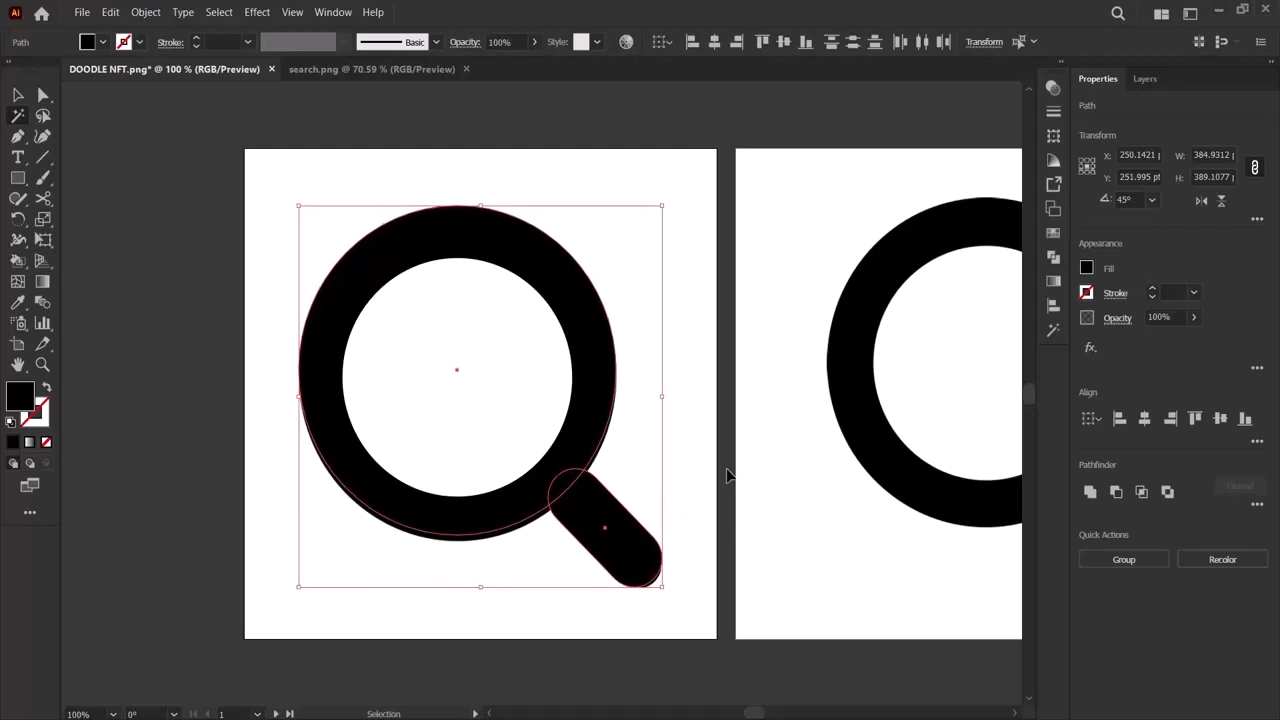 Ai File Edit Object Type Select Effect View Window Help
Path Stroke: Basic Opacity: 100% Style: Transform
DOODLE NFT.png* @ 100 % (RGB/Preview) × search.png @ 70.59 % (RGB/Preview) ×
Properties Layers
Path
Transform
X: 250.1421 p W: 384.9312
Y: 251.995 pt H: 389.1077
45°
Appearance
Fill
Stroke
Opacity 100%
fx.
Align
Pathfinder
Quick Actions
Group Recolor
100% 0° 1 Selection